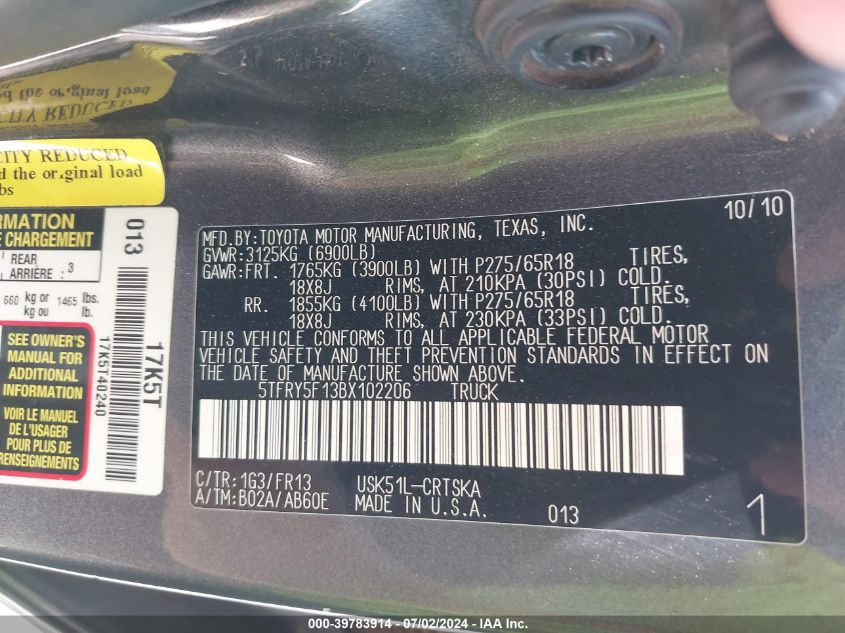 CITY REDUCED
the original load
bs
RMATION
E CHARGEMENT
REAR
ARRIÈRE : 3
660 kg or 1465 lbs.
kg ou lb.
SEE OWNER'S
MANUAL FOR
ADDITIONAL
INFORMATION
VOIR LE MANUEL
DE L'USAGER
POUR PLUS DE
RENSEIGNEMENTS
013
17K5T
17K5T40240
10/10
MFD.BY:TOYOTA MOTOR MANUFACTURING, TEXAS, INC.
GVWR:3125KG (6900LB)
GAWR:FRT. 1765KG (3900LB) WITH P275/65R18 TIRES,
18X8J RIMS, AT 210KPA (30PSI) COLD.
RR. 1855KG (4100LB) WITH P275/65R18 TIRES,
18X8J RIMS, AT 230KPA (33PSI) COLD.
THIS VEHICLE CONFORMS TO ALL APPLICABLE FEDERAL MOTOR
VEHICLE SAFETY AND THEFT PREVENTION STANDARDS IN EFFECT ON
THE DATE OF MANUFACTURE SHOWN ABOVE.
5TFRY5F13BX102206 TRUCK
C/TR:1G3/FR13 USK51L-CRTSKA
A/TM:B02A/AB60E MADE IN U.S.A.
013
1
000-39783914 - 07/02/2024 - IAA Inc.